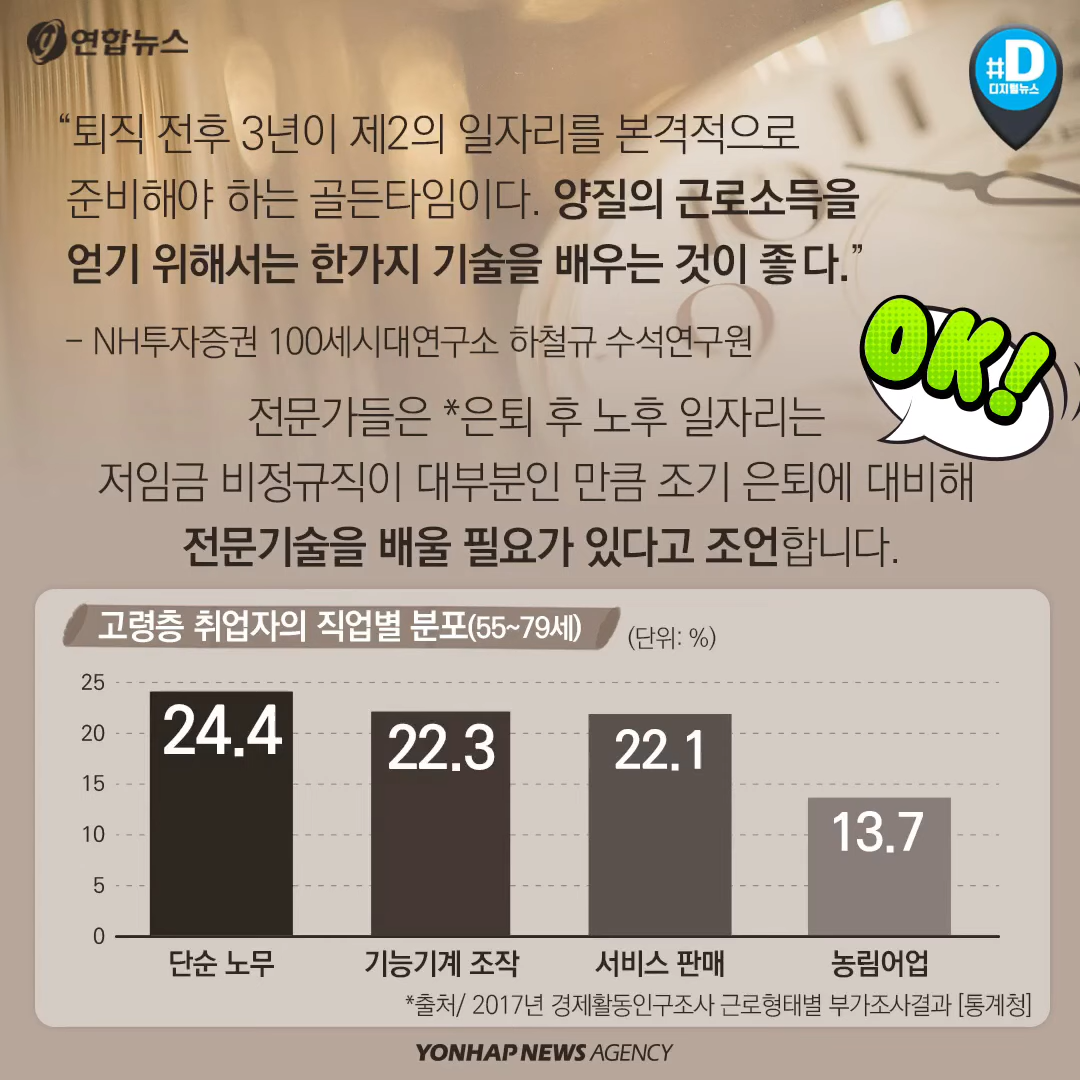 연합뉴스
#D
디지털뉴스
“퇴직 전후 3년이 제2의 일자리를 본격적으로
준비해야 하는 골든타임이다. 양질의 근로소득을
얻기 위해서는 한가지 기술을 배우는 것이 좋다.”
- NH투자증권 100세시대연구소 하철규 수석연구원
OK!
전문가들은 *은퇴 후 노후 일자리는
저임금 비정규직이 대부분인 만큼 조기 은퇴에 대비해
전문기술을 배울 필요가 있다고 조언합니다.
고령층 취업자의 직업별 분포(55~79세) (단위: %)
25
20
15
10
5
0
24.4
22.3
22.1
13.7
단순 노무 기능기계 조작 서비스 판매 농림어업
*출처/ 2017년 경제활동인구조사 근로형태별 부가조사결과 [통계청]
YONHAP NEWS AGENCY